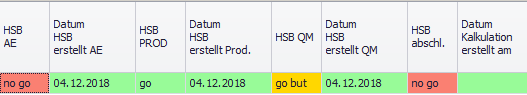 HSB
AE
Datum
HSB
erstellt AE
HSB
PROD
Datum
HSB
erstellt Prod.
HSB QM
Datum
HSB
erstellt QM
HSB
abschl.
Datum
Kalkulation
erstellt am
no go
04.12.2018
go
04.12.2018
go but
04.12.2018
no go